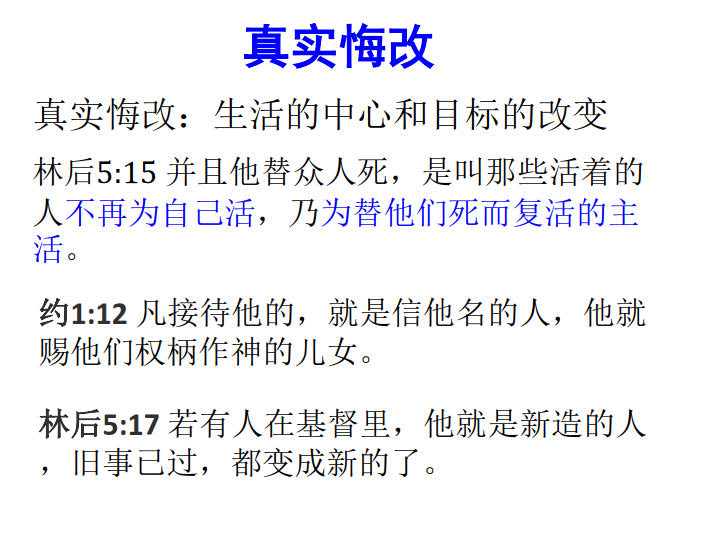 真实悔改
真实悔改：生活的中心和目标的改变
林后5:15 并且他替众人死，是叫那些活着的
人不再为自己活，乃为替他们死而复活的主
活。
约1:12 凡接待他的，就是信他名的人，他就
赐他们权柄作神的儿女。
林后5:17 若有人在基督里，他就是新造的人
，旧事已过，都变成新的了。